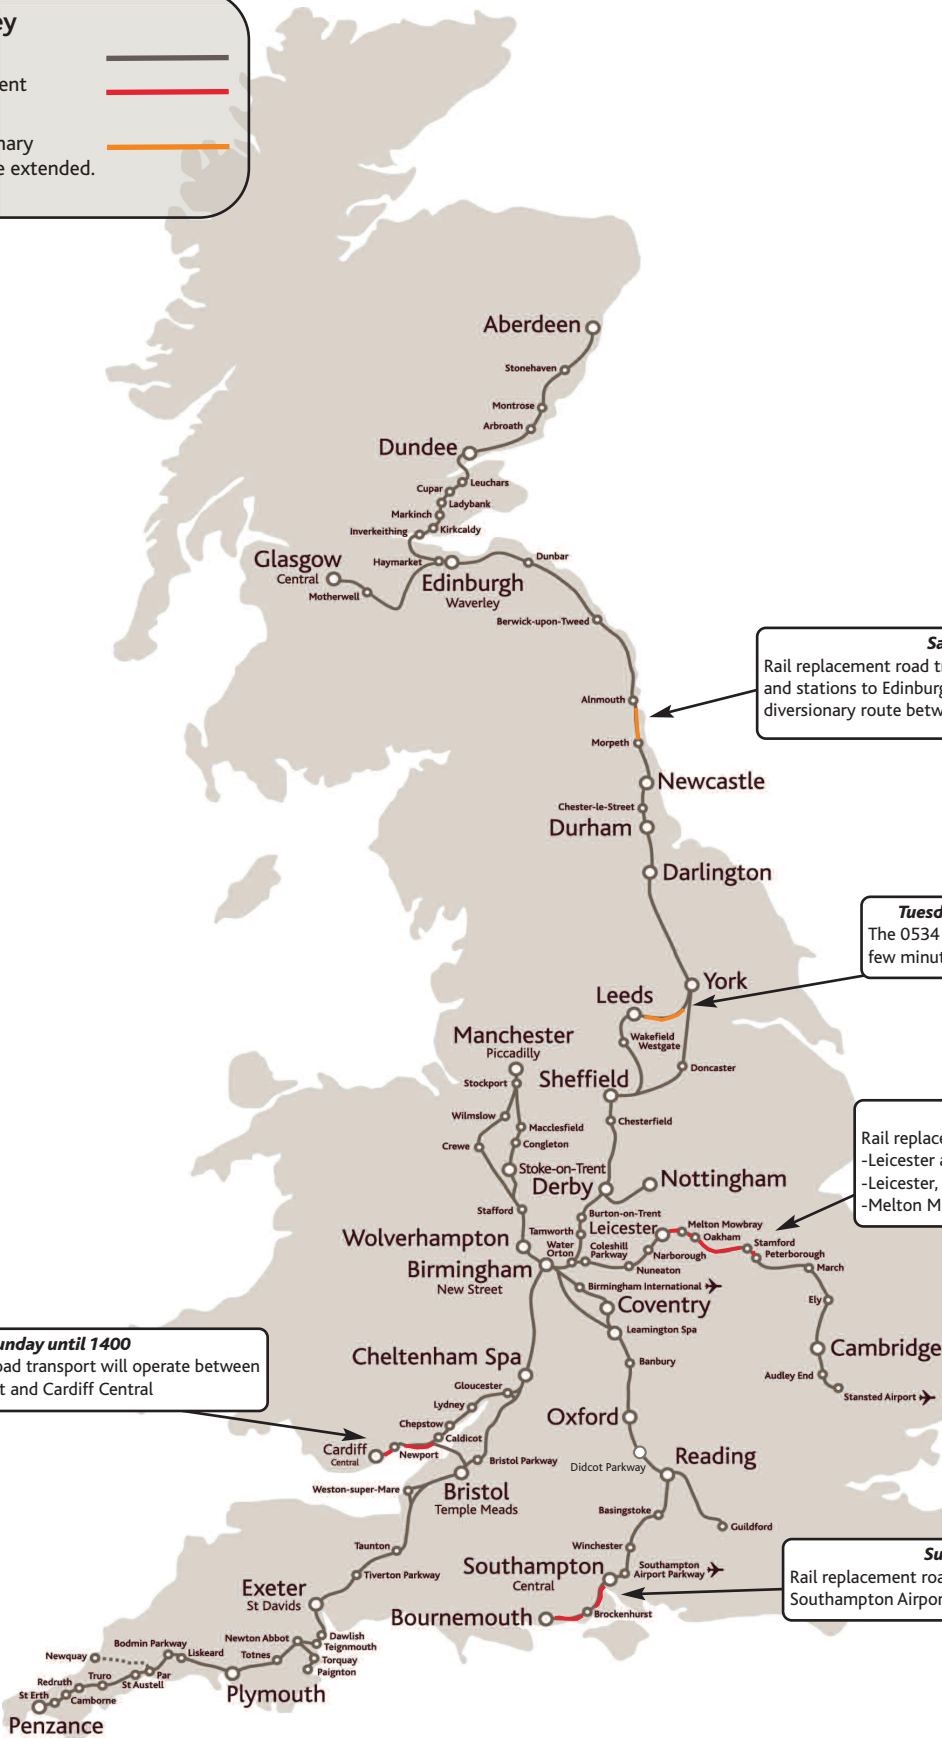 ey
ent
nary
e extended.
Aberdeen
Stonehaven
Montrose
Arbroath
Dundee
Leuchars
Cupar
Ladybank
Markinch
Kirkcaldy
Inverkeithing
Glasgow
Central
Haymarket
Dunbar
Motherwell
Edinburgh
Waverley
Berwick-upon-Tweed
Sa
Rail replacement road tr
and stations to Edinburg
diversionary route betw
Alnmouth
Morpeth
Newcastle
Chester-le-Street
Durham
Darlington
Tuesd
The 0534
few minut
York
Leeds
Wakefield
Westgate
Manchester
Piccadilly
Doncaster
Stockport
Sheffield
Wilmslow
Macclesfield
Chesterfield
Crewe
Congleton
Rail replace
-Leicester a
-Leicester,
-Melton M
Stoke-on-Trent
Derby
Nottingham
Stafford
Burton-on-Trent
Tamworth
Leicester
Melton Mowbray
Oakham
Stamford
Peterborough
Wolverhampton
Water
Orton
Coleshill
Parkway
Narborough
March
Birmingham
New Street
Nuneaton
Birmingham International
Ely
Coventry
Leamington Spa
unday until 1400
oad transport will operate between
t and Cardiff Central
Cambridge
Cheltenham Spa
Banbury
Audley End
Gloucester
Stansted Airport
Lydney
Oxford
Chepstow
Caldicot
Cardiff
Central
Newport
Bristol Parkway
Didcot Parkway
Reading
Weston-super-Mare
Bristol
Temple Meads
Basingstoke
Guildford
Taunton
Winchester
Su
Rail replacement roa
Southampton Airpor
Tiverton Parkway
Southampton
Central
Southampton
Airport Parkway
Exeter
St Davids
Bournemouth
Brockenhurst
Newton Abbot
Dawlish
Teignmouth
Bodmin Parkway
Liskeard
Totnes
Torquay
Paignton
Newquay
Par
Truro
St Austell
Redruth
Plymouth
St Erth
Camborne
Penzance